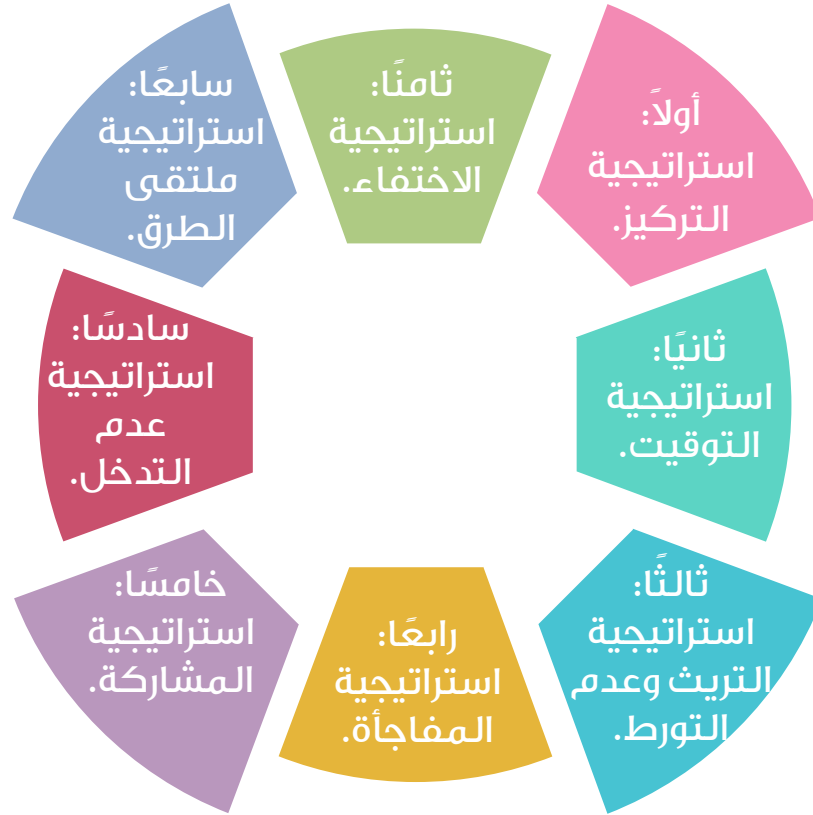 أولاً:
استراتيجية
التركيز.
ثانيًا:
استراتيجية
التوقيت.
ثالثًا:
استراتيجية
التريث وعدم
التورط.
رابعًا:
استراتيجية
المفاجأة.
خامسًا:
استراتيجية
المشاركة.
سادسًا:
استراتيجية
عدم
التدخل.
سابعًا:
استراتيجية
ملتقى
الطرق.
ثامنًا:
استراتيجية
الاختفاء.